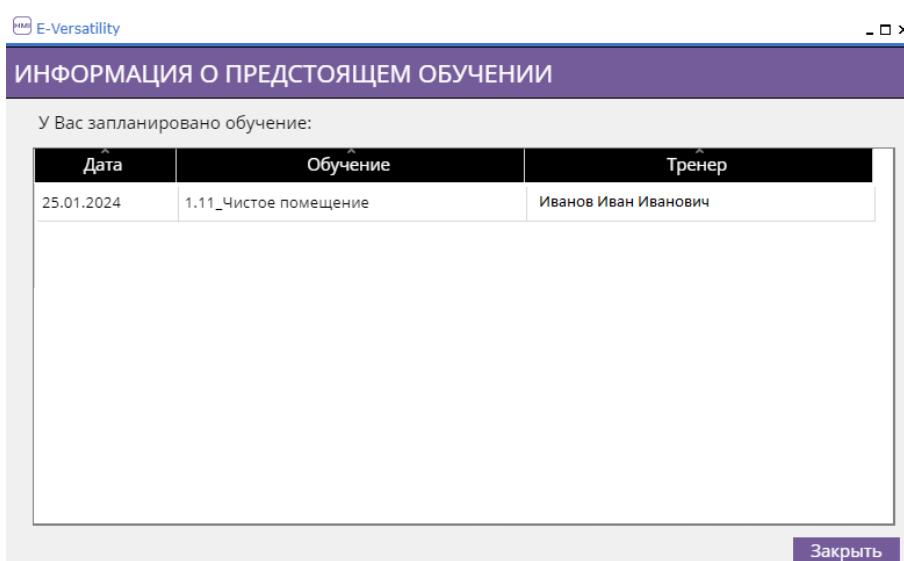 HMI E-Versatility
ИНФОРМАЦИЯ О ПРЕДСТОЯЩЕМ ОБУЧЕНИИ
У Вас запланировано обучение:
Дата Обучение Тренер
25.01.2024 1.11_Чистое помещение Иванов Иван Иванович
Закрыть